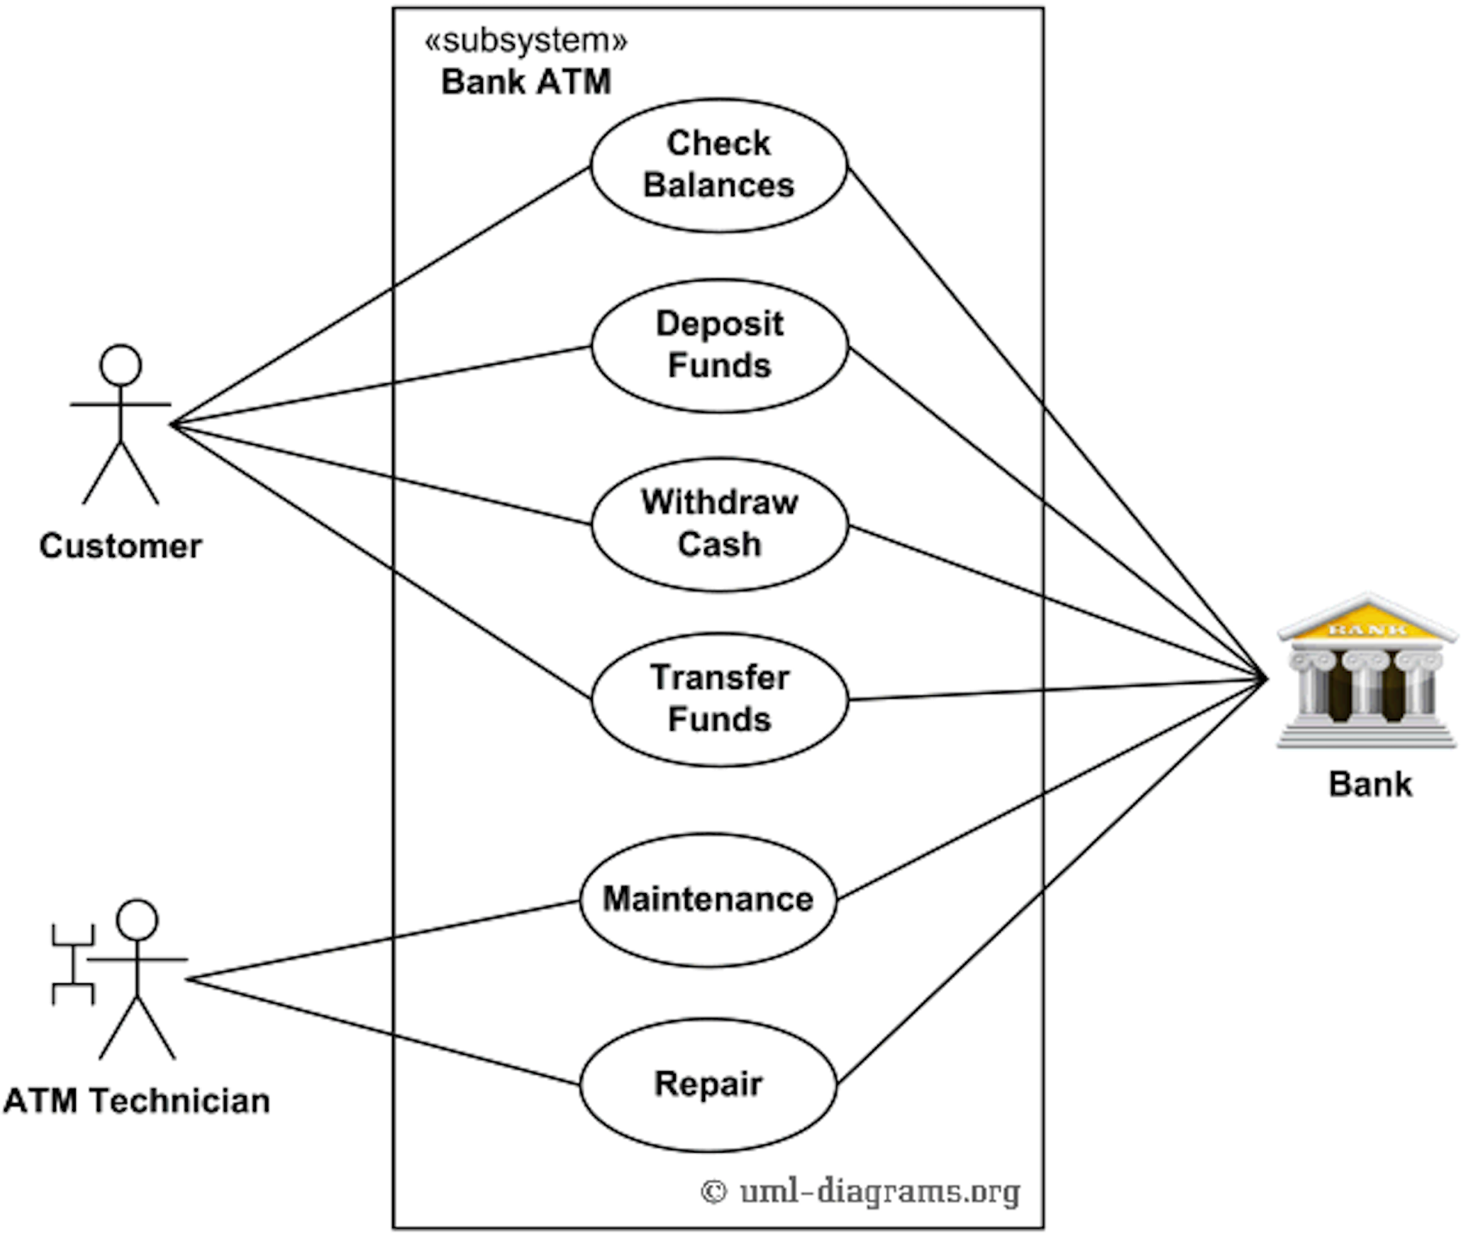 «subsystem»
Bank ATM
Check
Balances
Deposit
Funds
Withdraw
Cash
Customer
BANK
Transfer
Funds
Bank
Maintenance
Repair
ATM Technician
© uml-diagrams.org